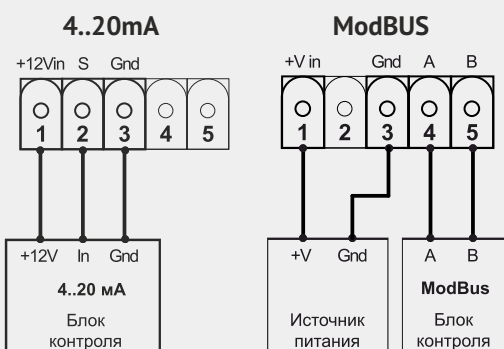 4..20mA
ModBUS
+12Vin S Gnd
+V in Gnd A B
1 2 3 4 5
1 2 3 4 5
+12V In Gnd
+V Gnd
A B
4..20 мА
ModBus
Блок
контроля
Источник
питания
Блок
контроля